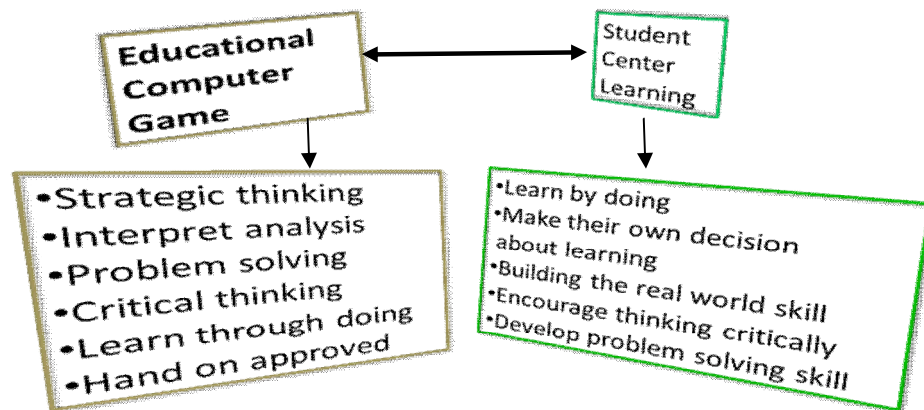 Educational
Computer
Game
Student
Center
Learning
•Strategic thinking
•Interpret analysis
•Problem solving
•Critical thinking
•Learn through doing
•Hand on approved
•Learn by doing
•Make their own decision
about learning
•Building the real world skill
•Encourage thinking critically
•Develop problem solving skill